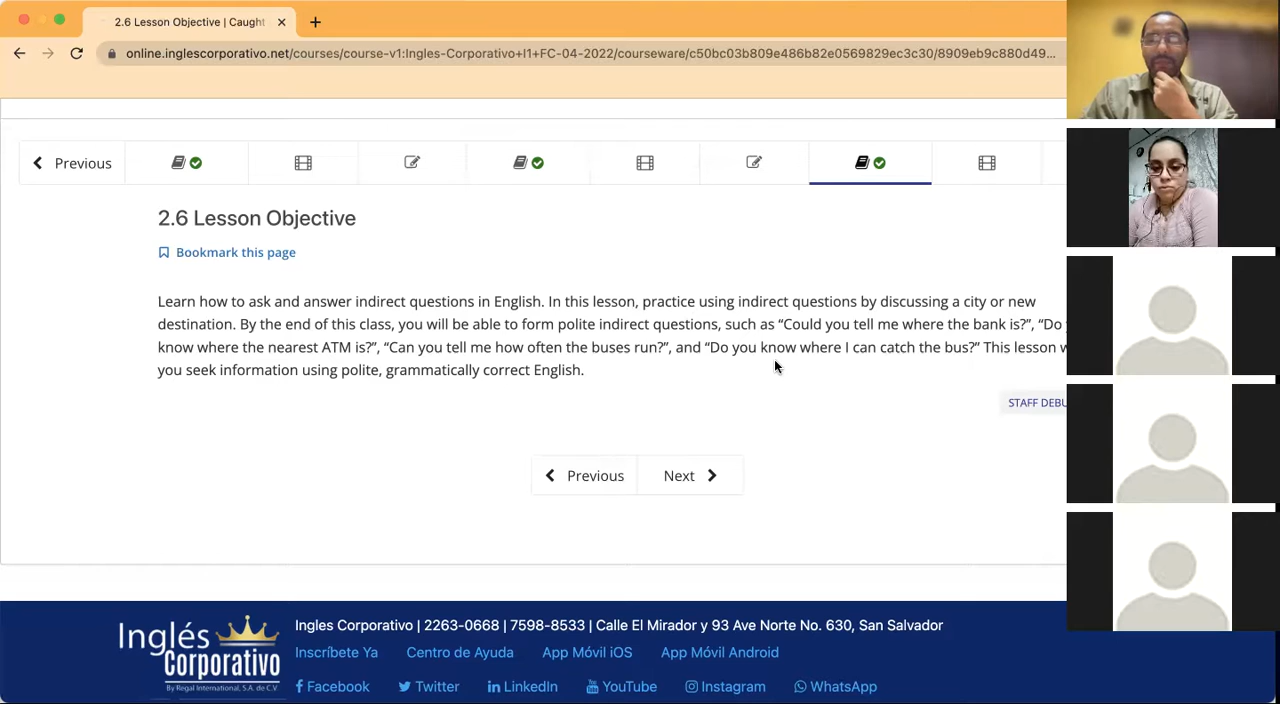 2.6 Lesson Objective | Caught
online.inglescorporativo.net/courses/course-v1:Ingles-Corporativo+I1+FC-04-2022/courseware/c50bc03b809e486b82e0569829ec3c30/8909eb9c880d49...
Previous
2.6 Lesson Objective
Bookmark this page
Learn how to ask and answer indirect questions in English. In this lesson, practice using indirect questions by discussing a city or new
destination. By the end of this class, you will be able to form polite indirect questions, such as “Could you tell me where the bank is?”, “Do
know where the nearest ATM is?”, “Can you tell me how often the buses run?”, and “Do you know where I can catch the bus?” This lesson
you seek information using polite, grammatically correct English.
STAFF DEBU
Previous
Next
Inglés Corporativo
By Regal International, S.A. de C.V.
Ingles Corporativo | 2263-0668 | 7598-8533 | Calle El Mirador y 93 Ave Norte No. 630, San Salvador
Inscríbete Ya Centro de Ayuda App Móvil iOS App Móvil Android
Facebook Twitter LinkedIn YouTube Instagram WhatsApp